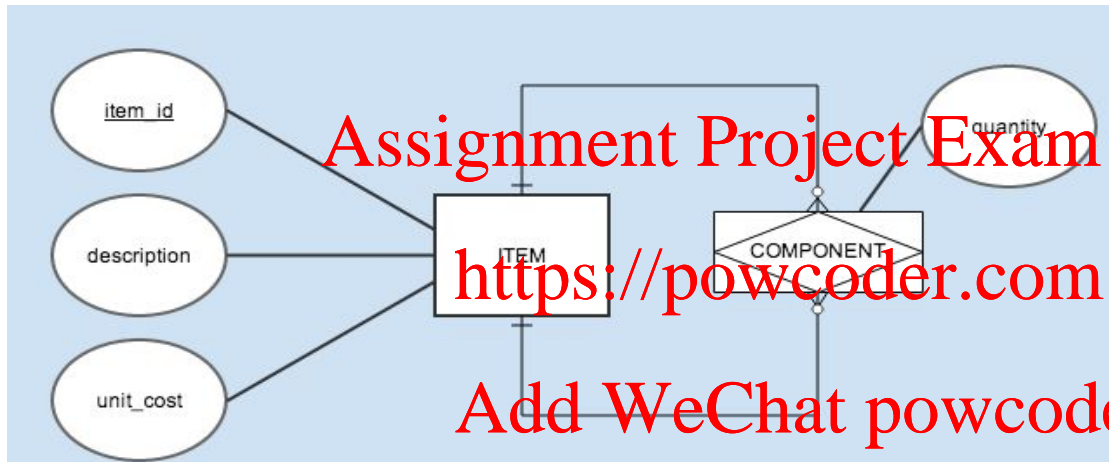 item_id
Assignment Project Exam
quantity
description
ITEM
COMPONENT
https://powcoder.com
unit_cost
Add WeChat powcode